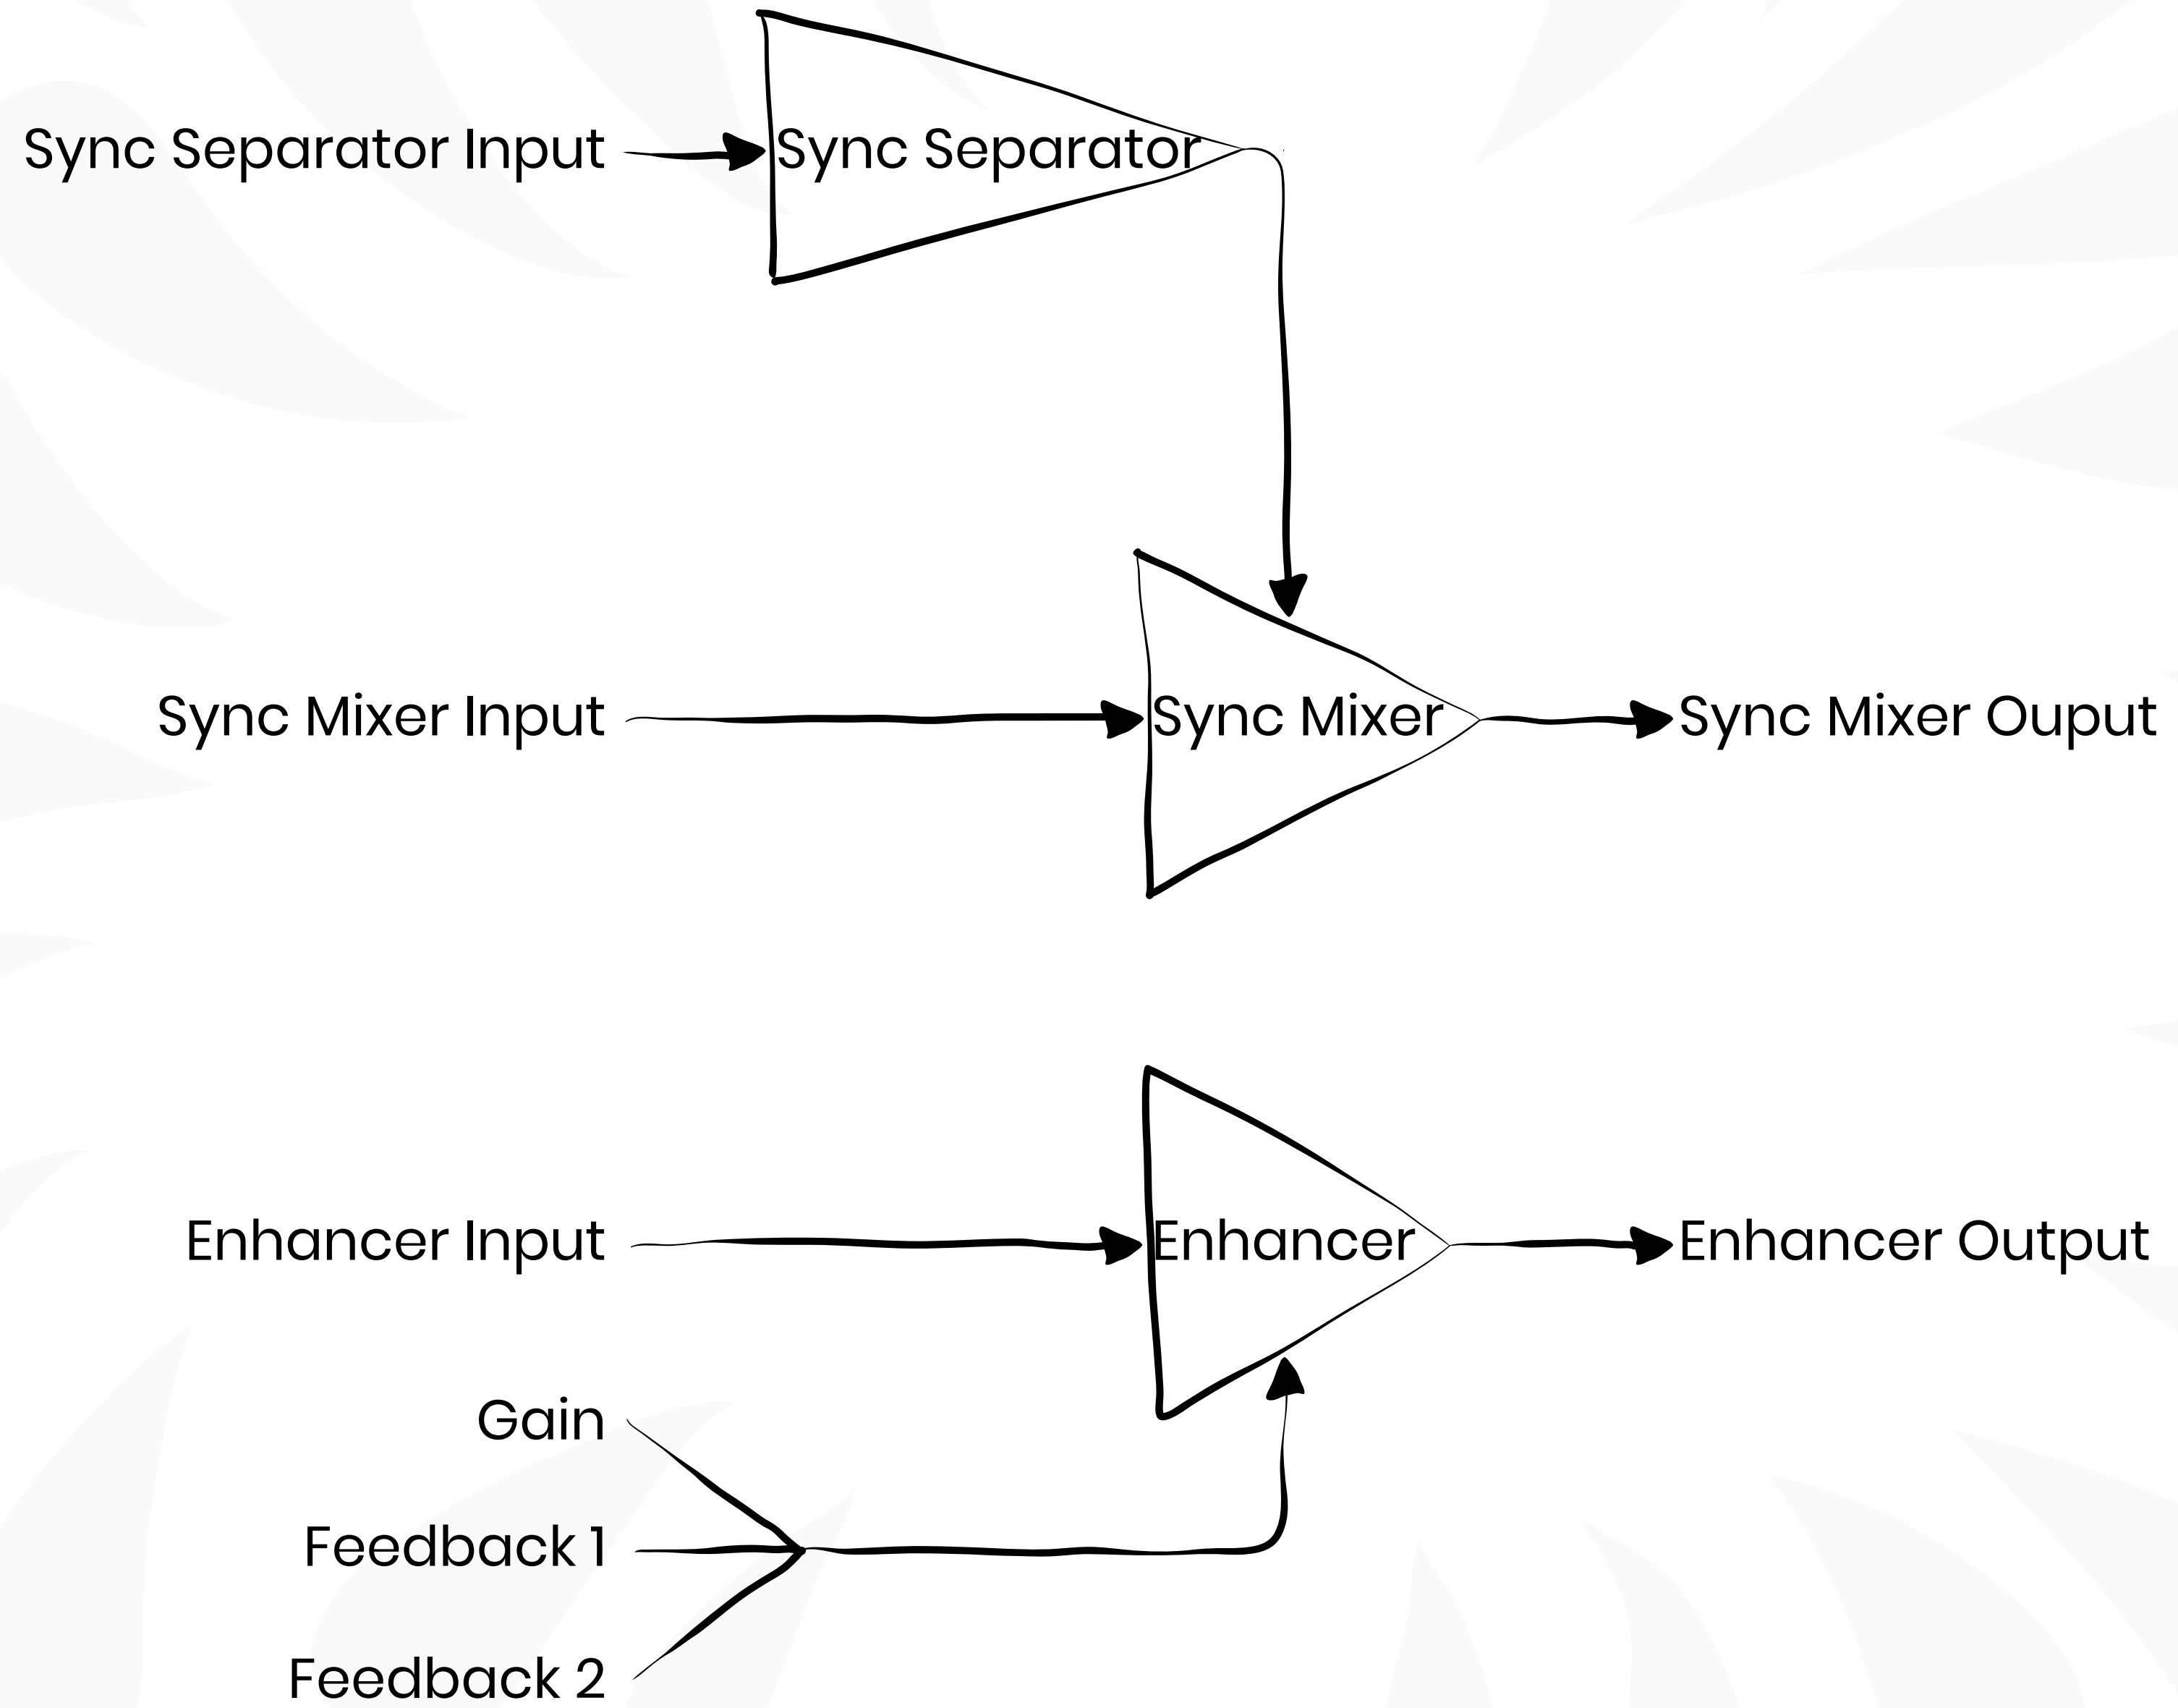 Sync Separator Input
Sync Separator
Sync Mixer Input
Sync Mixer
Sync Mixer Ouput
Enhancer Input
Enhancer
Enhancer Output
Gain
Feedback 1
Feedback 2